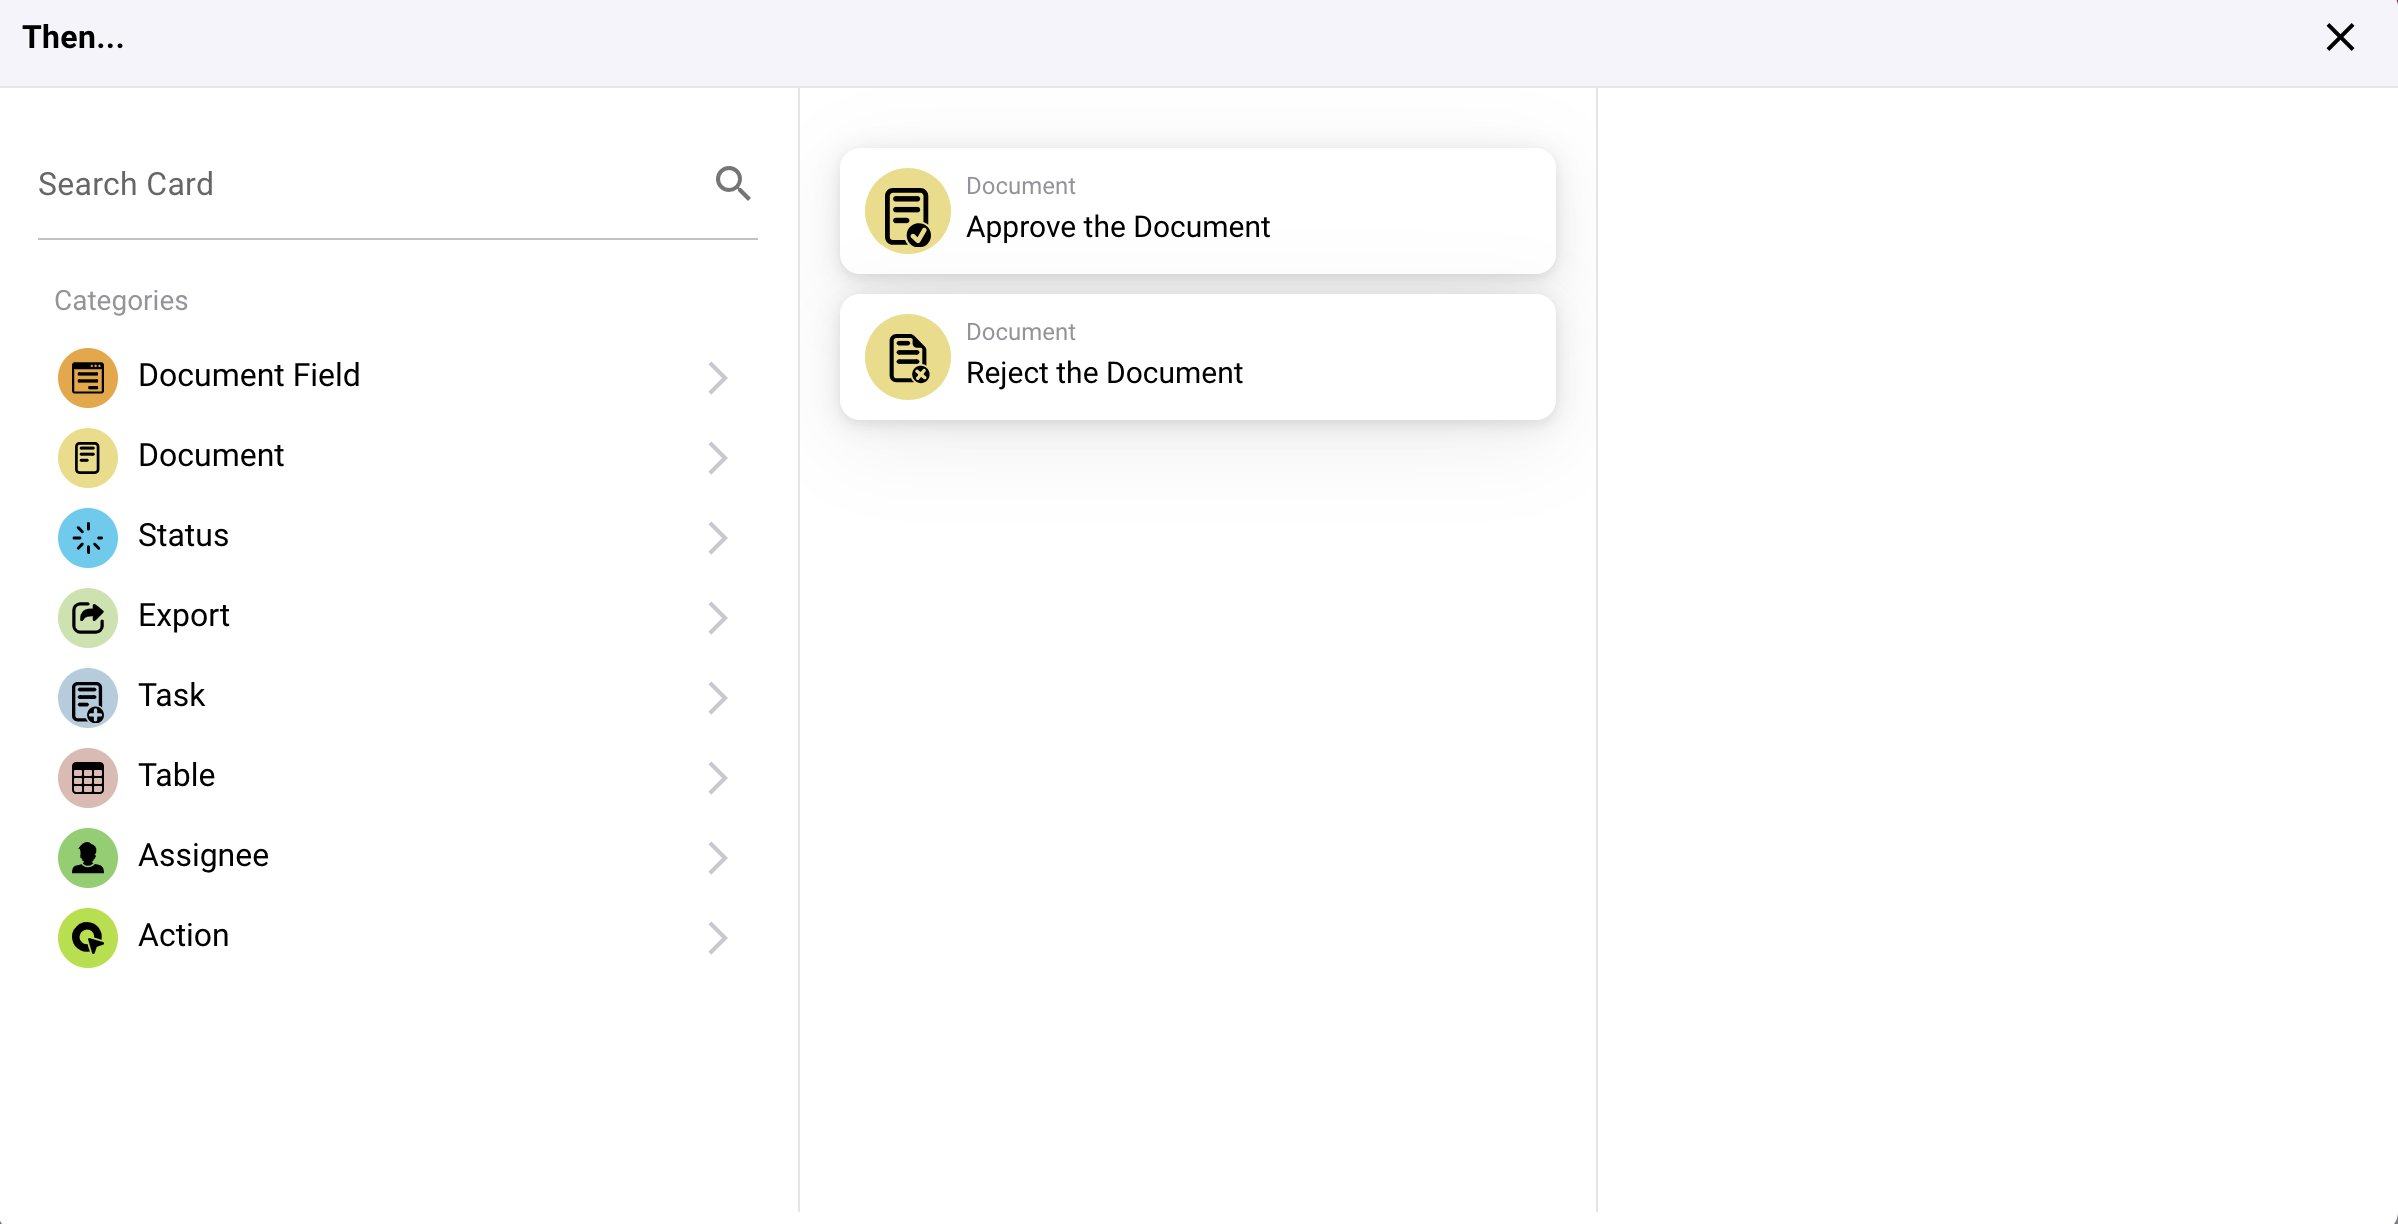 Then...
Search Card
Categories
Document Field
Document
Status
Export
Task
Table
Assignee
Action
Document
Approve the Document
Document
Reject the Document